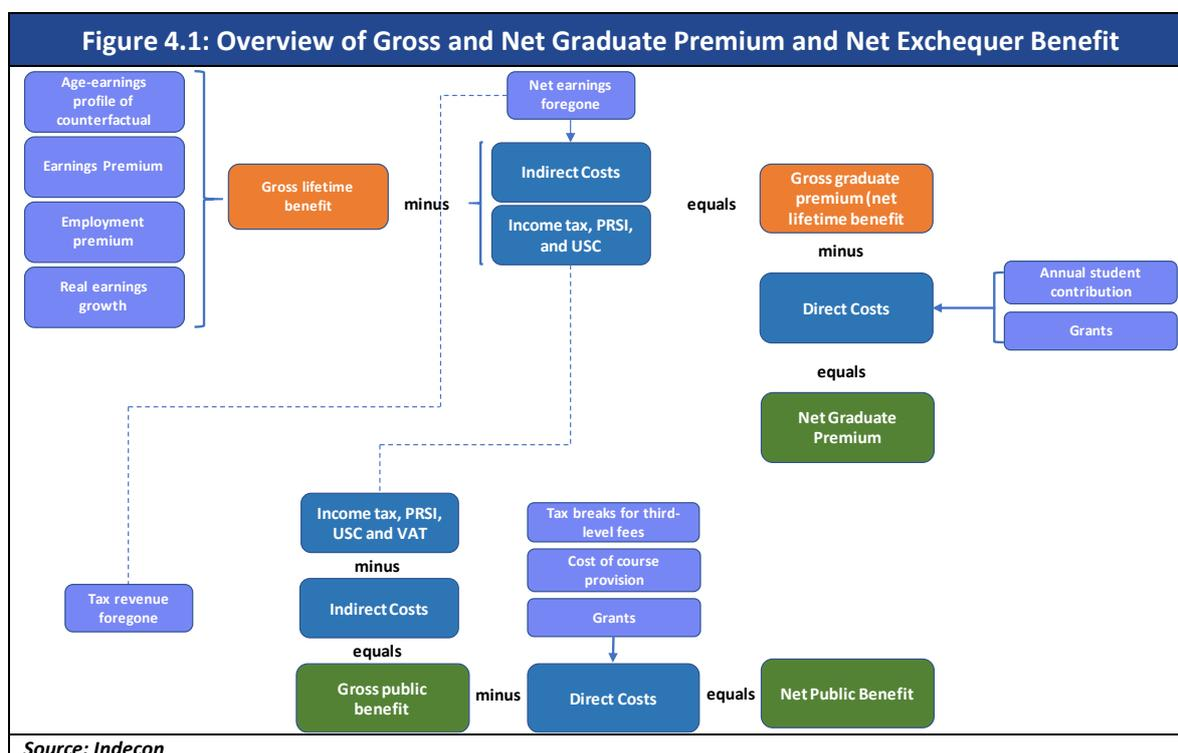 Figure 4.1: Overview of Gross and Net Graduate Premium and Net Exchequer Benefit
Age-earnings
profile of
counterfactual
Earnings Premium
Employment
premium
Real earnings
growth
Gross lifetime
benefit
minus
Net earnings
foregone
Indirect Costs
Income tax, PRSI,
and USC
equals
Gross graduate
premium (net
lifetime benefit
minus
Direct Costs
Annual student
contribution
Grants
equals
Net Graduate
Premium
Tax revenue
foregone
Income tax, PRSI,
USC and VAT
minus
Indirect Costs
equals
Gross public
benefit
minus
Tax breaks for third-
level fees
Cost of course
provision
Grants
Direct Costs
equals
Net Public Benefit
Source: Indecon